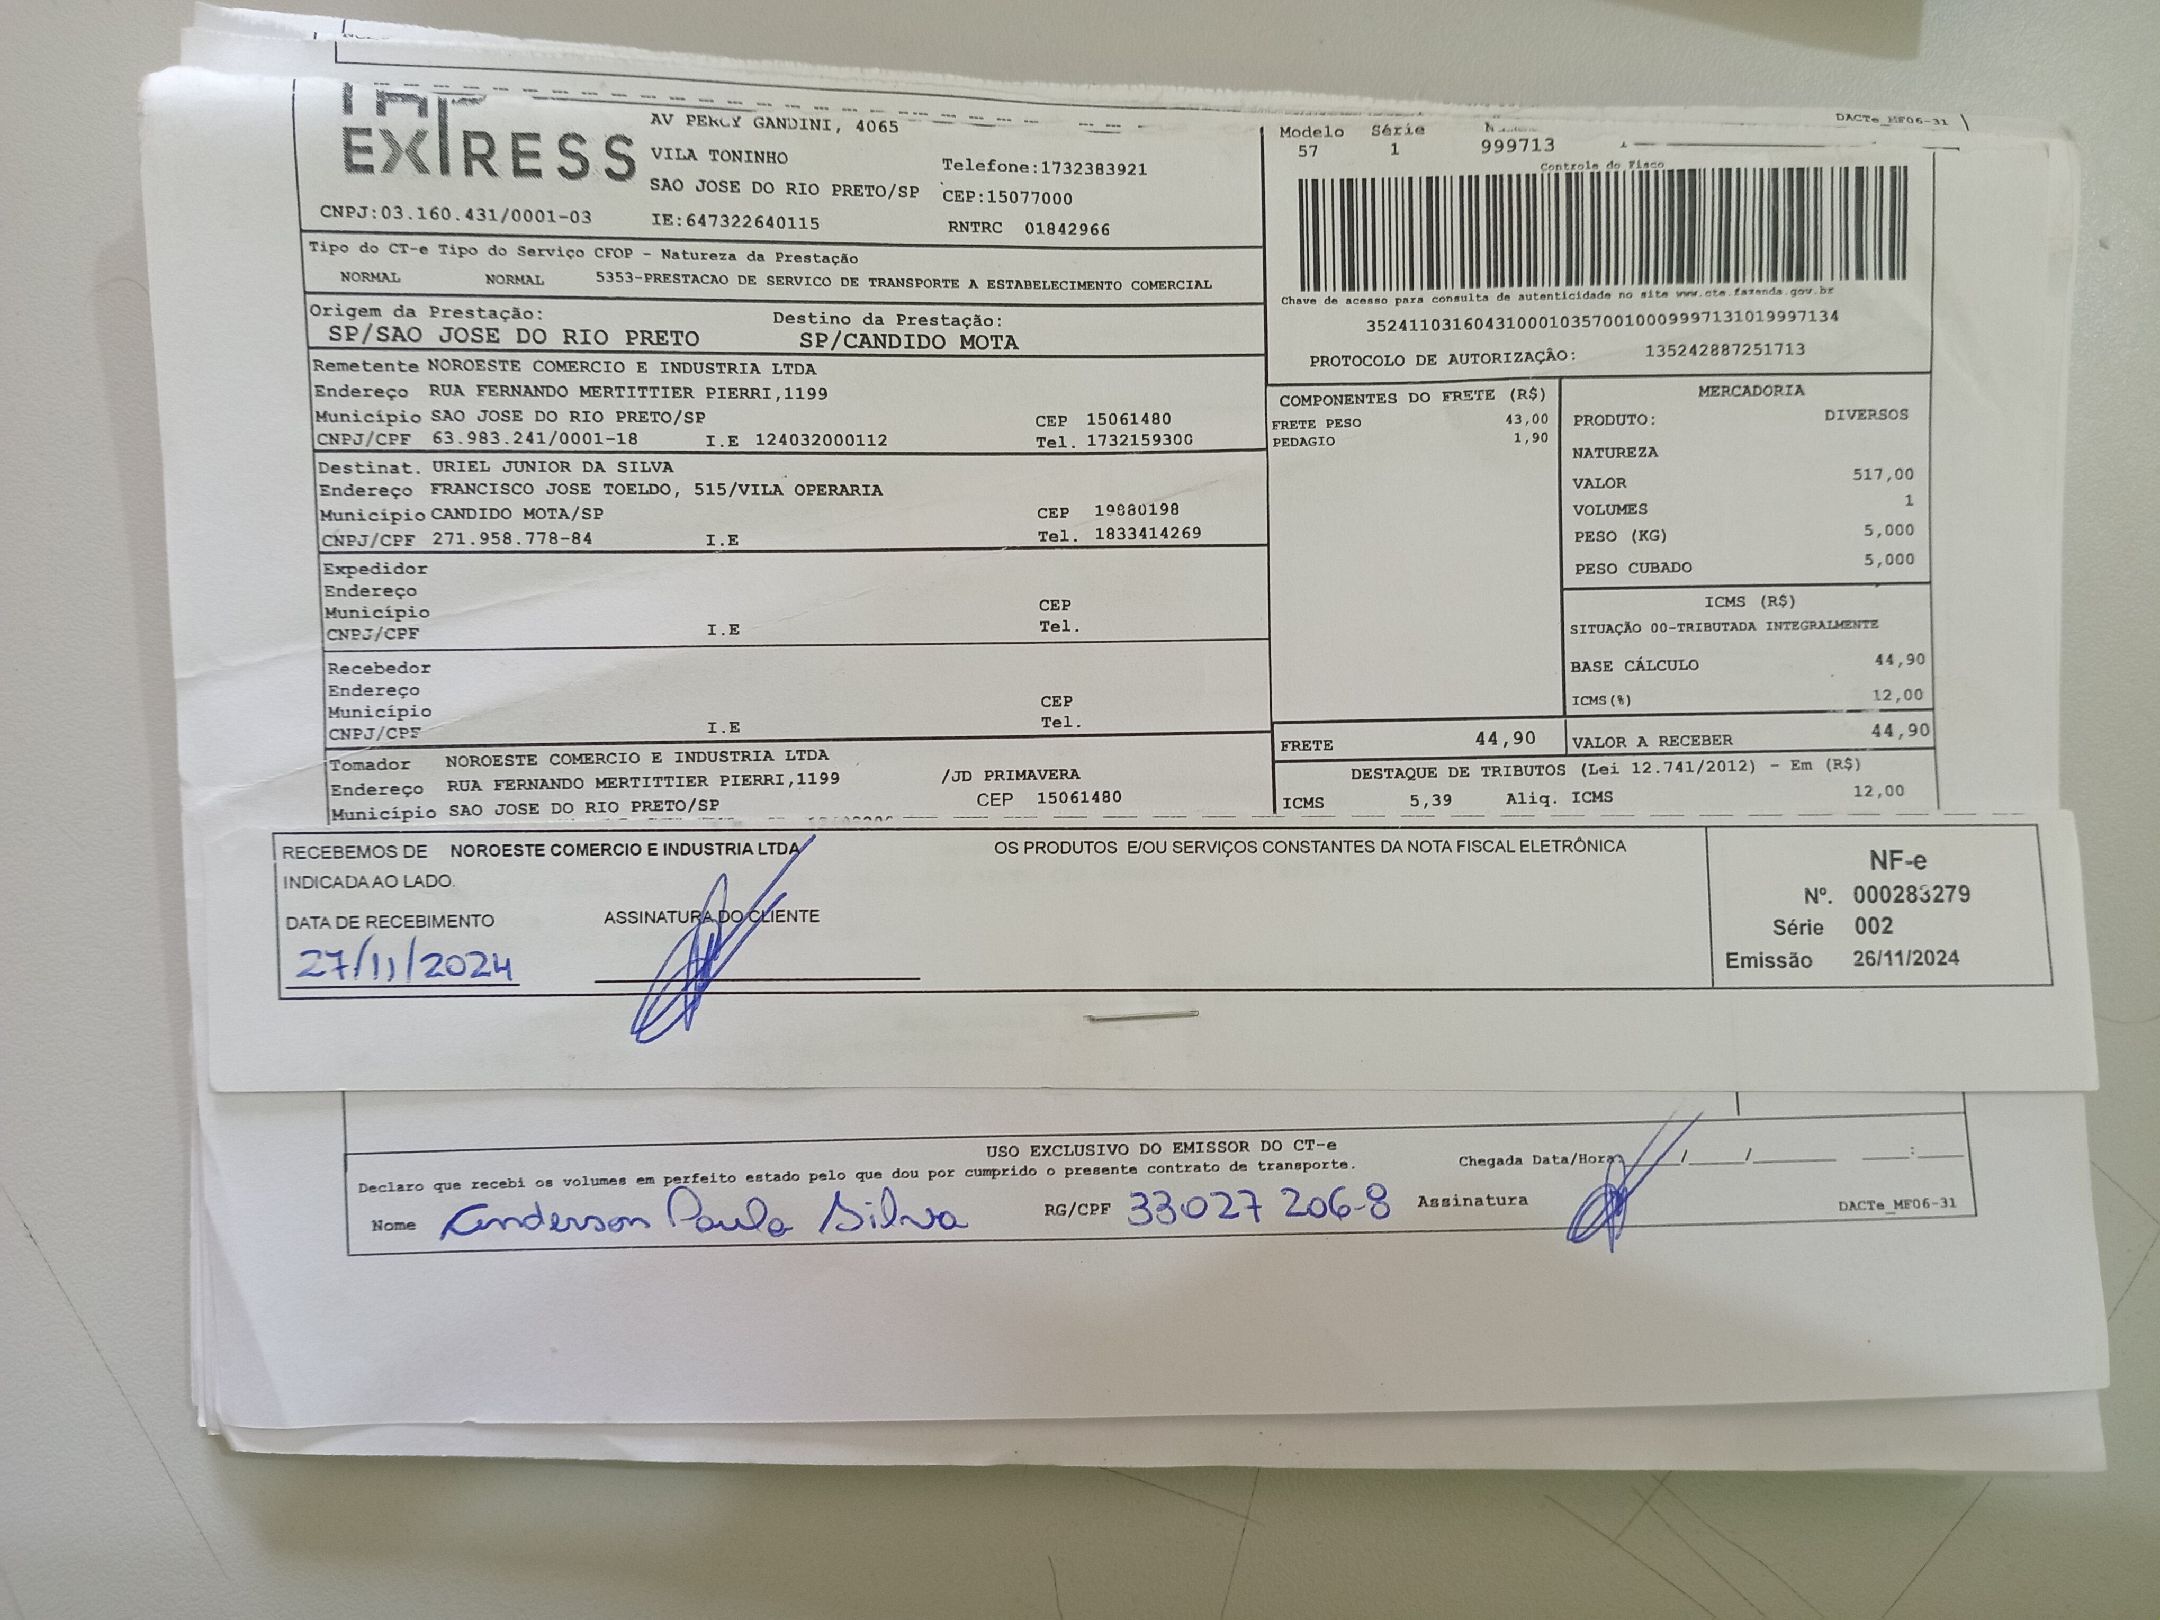 DACTe_MF06-31
EXPRESS
AV PERCY GANDINI, 4065
VILA TONINHO
Telefone:1732383921
SAO JOSE DO RIO PRETO/SP CEP:15077000
CNPJ:03.160.431/0001-03 IE:647322640115 RNTRC 01842966
Modelo Série
57 1 999713
Controle do Fisco
Chave de acesso para consulta de autenticidade no site www.cte.fazenda.gov.br
35241103160431000103570010009997131019997134
PROTOCOLO DE AUTORIZAÇÂO: 135242887251713
Tipo do CT-e Tipo do Serviço CFOP - Natureza da Prestação
NORMAL NORMAL 5353-PRESTACAO DE SERVICO DE TRANSPORTE A ESTABELECIMENTO COMERCIAL
Origem da Prestação: Destino da Prestação:
SP/SAO JOSE DO RIO PRETO SP/CANDIDO MOTA
Remetente NOROESTE COMERCIO E INDUSTRIA LTDA
Endereço RUA FERNANDO MERTITTIER PIERRI,1199
Município SAO JOSE DO RIO PRETO/SP CEP 15061480
CNPJ/CPF 63.983.241/0001-18 I.E 124032000112 Tel. 1732159300
Destinat. URIEL JUNIOR DA SILVA
Endereço FRANCISCO JOSE TOELDO, 515/VILA OPERARIA
Município CANDIDO MOTA/SP CEP 19880198
CNPJ/CPF 271.958.778-84 I.E Tel. 1833414269
Expedidor
Endereço
Município CEP
CNPJ/CPF I.E Tel.
Recebedor
Endereço
Município CEP
CNPJ/CPF I.E Tel.
Tomador NOROESTE COMERCIO E INDUSTRIA LTDA
Endereço RUA FERNANDO MERTITTIER PIERRI,1199 /JD PRIMAVERA
Município SAO JOSE DO RIO PRETO/SP CEP 15061480
COMPONENTES DO FRETE (R$)
FRETE PESO 43,00
PEDAGIO 1,90
MERCADORIA
PRODUTO: DIVERSOS
NATUREZA
VALOR 517,00
VOLUMES 1
PESO (KG) 5,000
PESO CUBADO 5,000
ICMS (R$)
SITUAÇÃO 00-TRIBUTADA INTEGRALMENTE
BASE CÁLCULO 44,90
ICMS(%) 12,00
FRETE 44,90 VALOR A RECEBER 44,90
DESTAQUE DE TRIBUTOS (Lei 12.741/2012) - Em (R$)
ICMS 5,39 Aliq. ICMS 12,00
RECEBEMOS DE NOROESTE COMERCIO E INDUSTRIA LTDA OS PRODUTOS E/OU SERVIÇOS CONSTANTES DA NOTA FISCAL ELETRÔNICA
INDICADA AO LADO.
DATA DE RECEBIMENTO ASSINATURA DO CLIENTE
27/11/2024
NF-e
Nº. 000283279
Série 002
Emissão 26/11/2024
USO EXCLUSIVO DO EMISSOR DO CT-e
Declaro que recebi os volumes em perfeito estado pelo que dou por cumprido o presente contrato de transporte. Chegada Data/Hora: ____/____/______ ____:____
Nome Anderson Paula Silva RG/CPF 33.027 206-8 Assinatura
DACTe_MF06-31